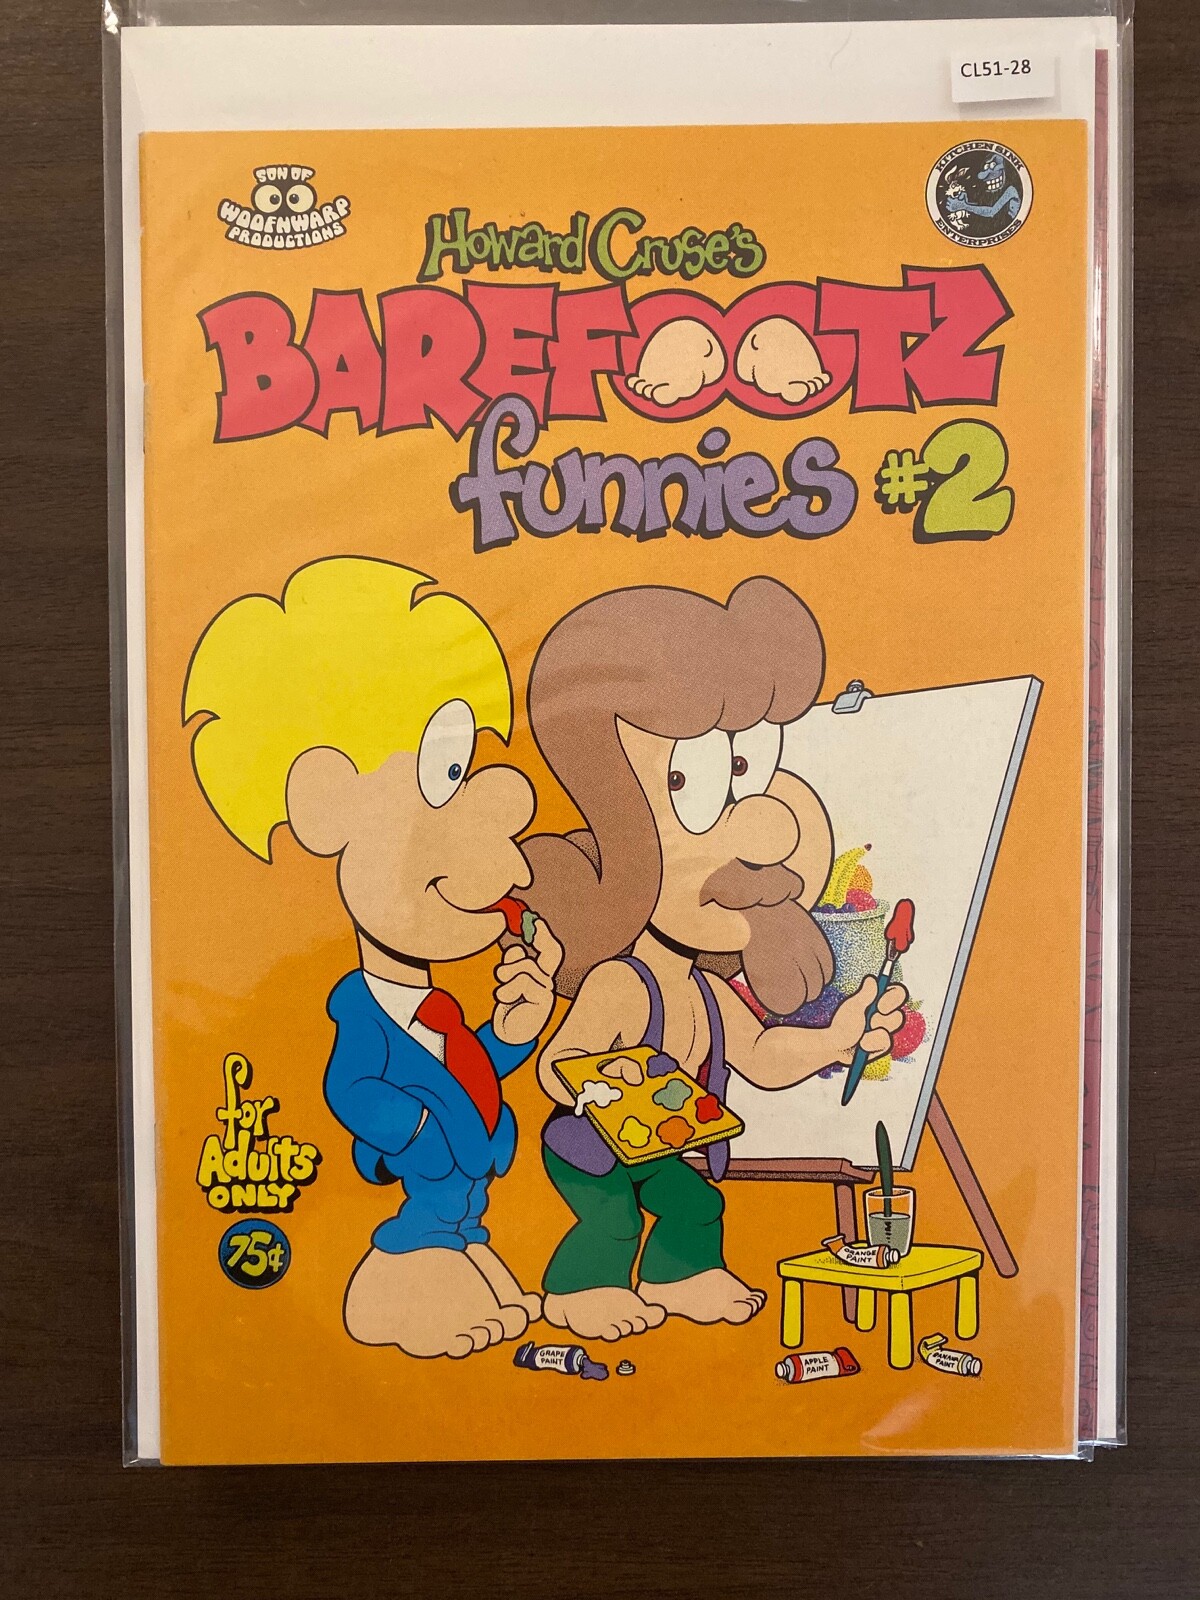 CL51-28
SON OF
WOODENWARP
PRODUCTIONS
KITCHEN SINK
ENTERPRISES
Howard Cruse's
BAREFOOTZ
funnies #2
for
Adults
ONLY
75¢
ORANGE
PAINT
GRAPE
PAINT
APPLE
PAINT
BANANA
PAINT